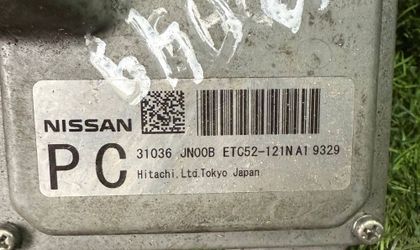 NISSAN
PC
31036 JN00B ETC52-121N A1 9329
Hitachi.Ltd.Tokyo Japan